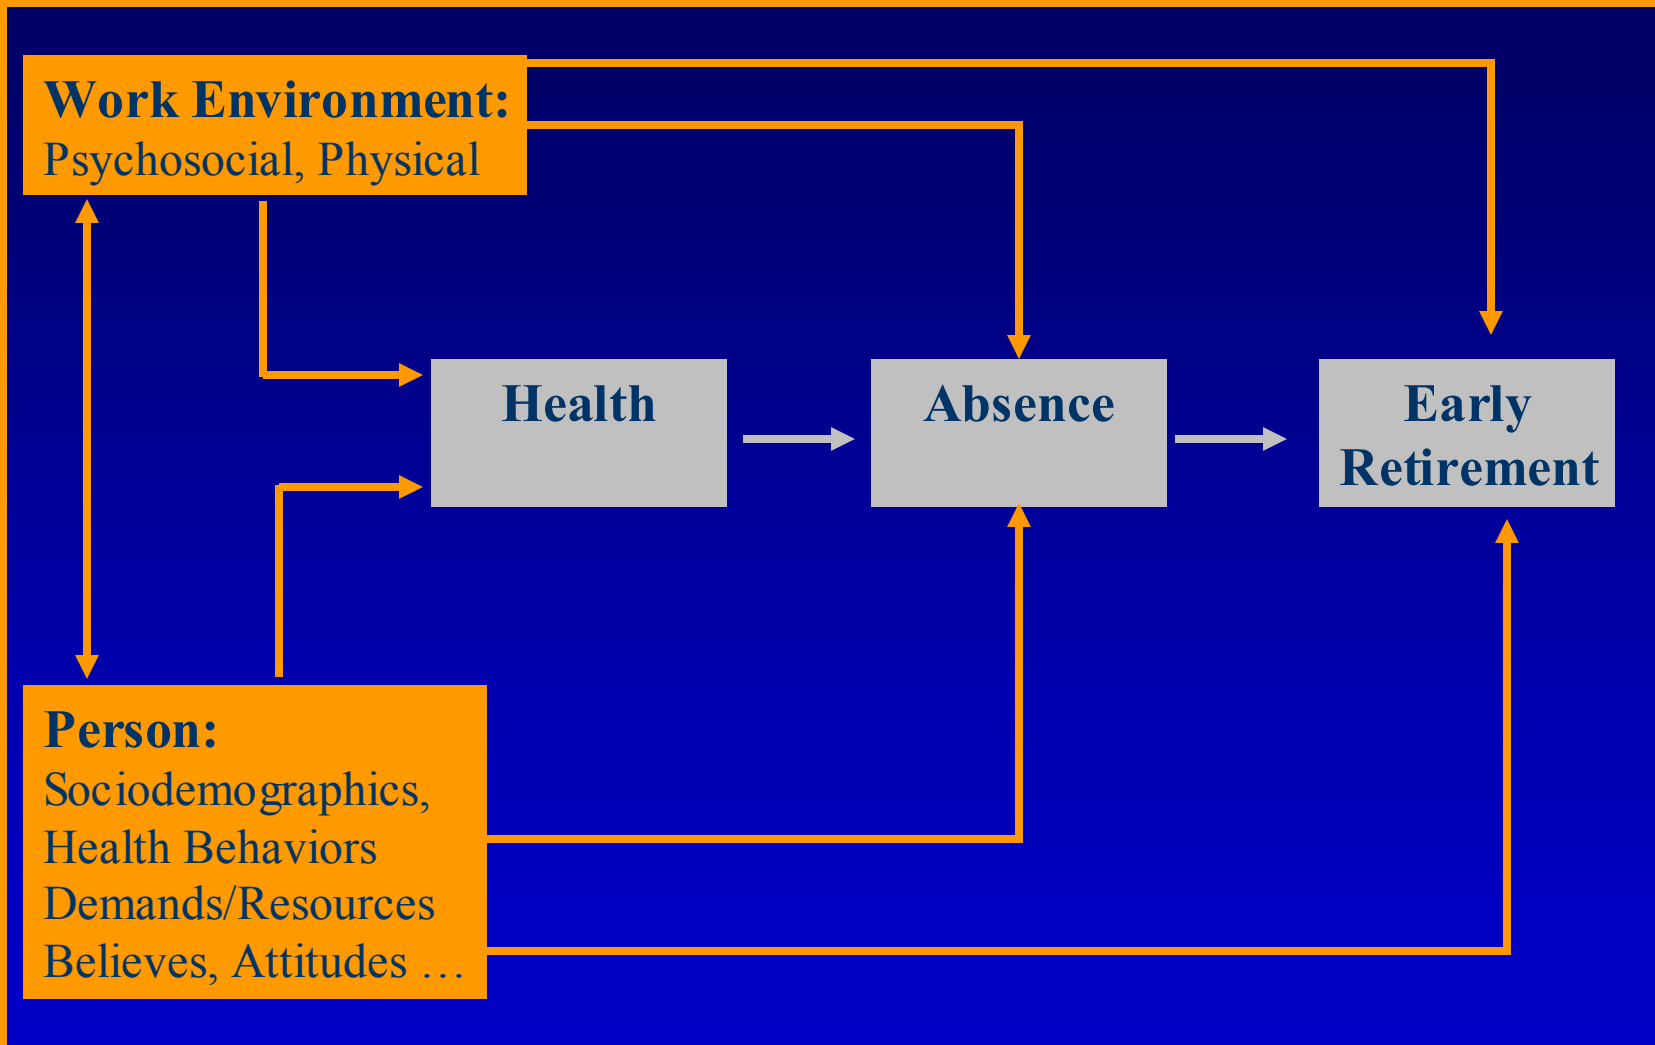 Work Environment:
Psychosocial, Physical
Health
Absence
Early
Retirement
Person:
Sociodemographics,
Health Behaviors
Demands/Resources
Believes, Attitudes …